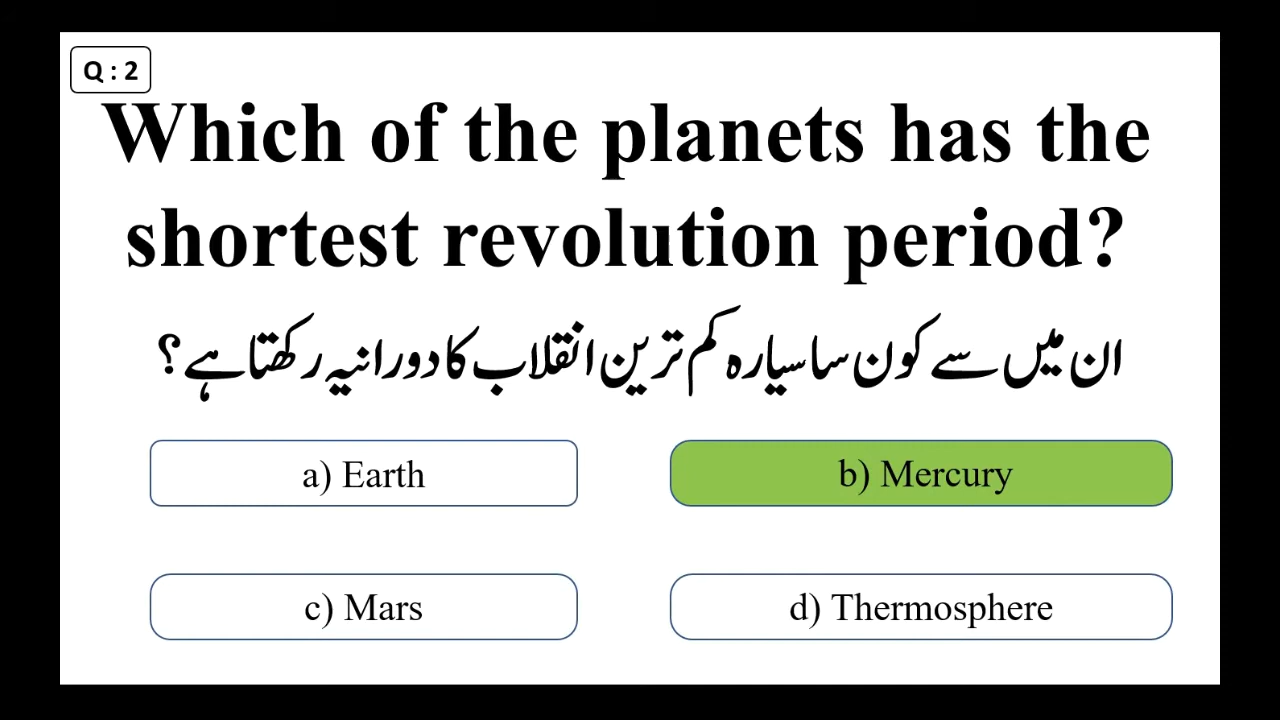 Q : 2
Which of the planets has the
shortest revolution period?
ان میں سے کون سا سیارہ کم ترین انقلاب کا دورانیہ رکھتا ہے ؟
a) Earth
b) Mercury
c) Mars
d) Thermosphere